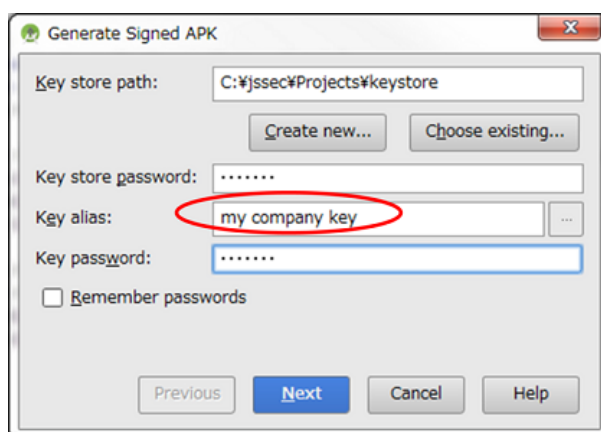 Generate Signed APK
Key store path: C:¥jssec¥Projects¥keystore
Create new... Choose existing...
Key store password: •••••••
Key alias: my company key ...
Key password: •••••••
Remember passwords
Previous Next Cancel Help